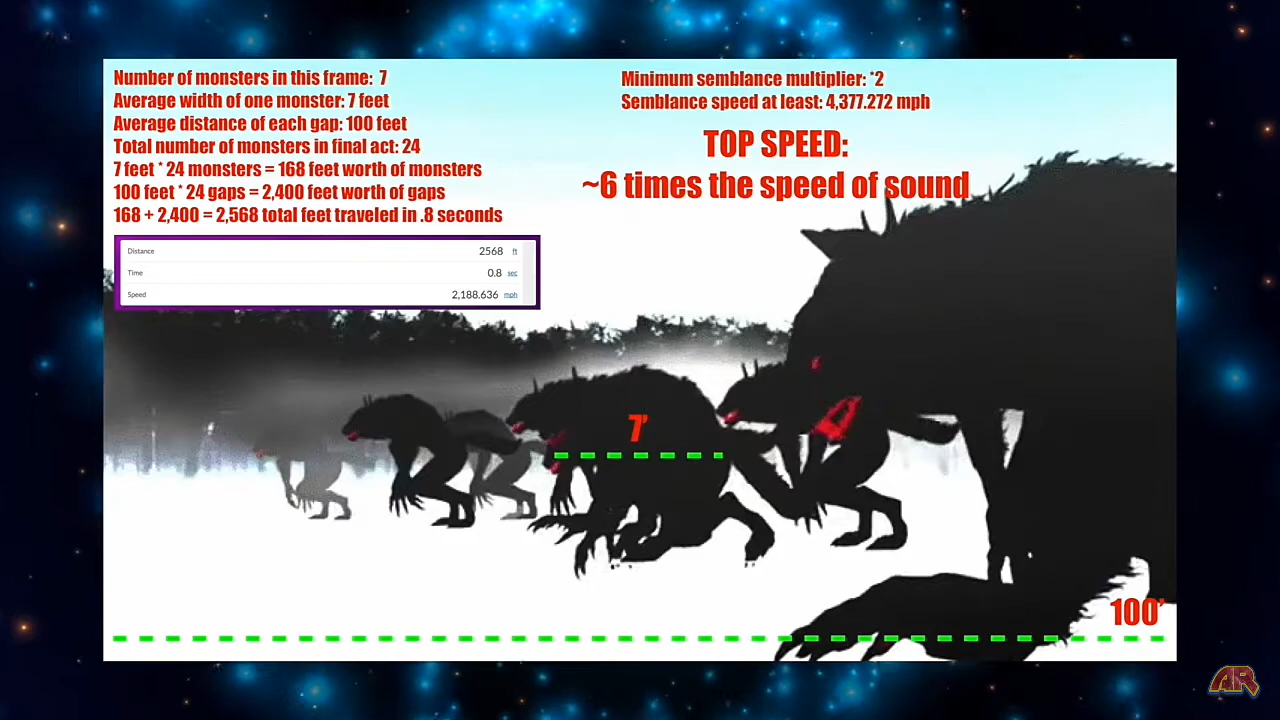 Number of monsters in this frame: 7
Average width of one monster: 7 feet
Average distance of each gap: 100 feet
Total number of monsters in final act: 24
7 feet * 24 monsters = 168 feet worth of monsters
100 feet * 24 gaps = 2,400 feet worth of gaps
168 + 2,400 = 2,568 total feet traveled in .8 seconds
Minimum semblance multiplier: *2
Semblance speed at least: 4,377.272 mph
TOP SPEED:
~6 times the speed of sound
Distance 2568 ft
Time 0.8 sec
Speed 2,188.636 mph
7'
100'
AR